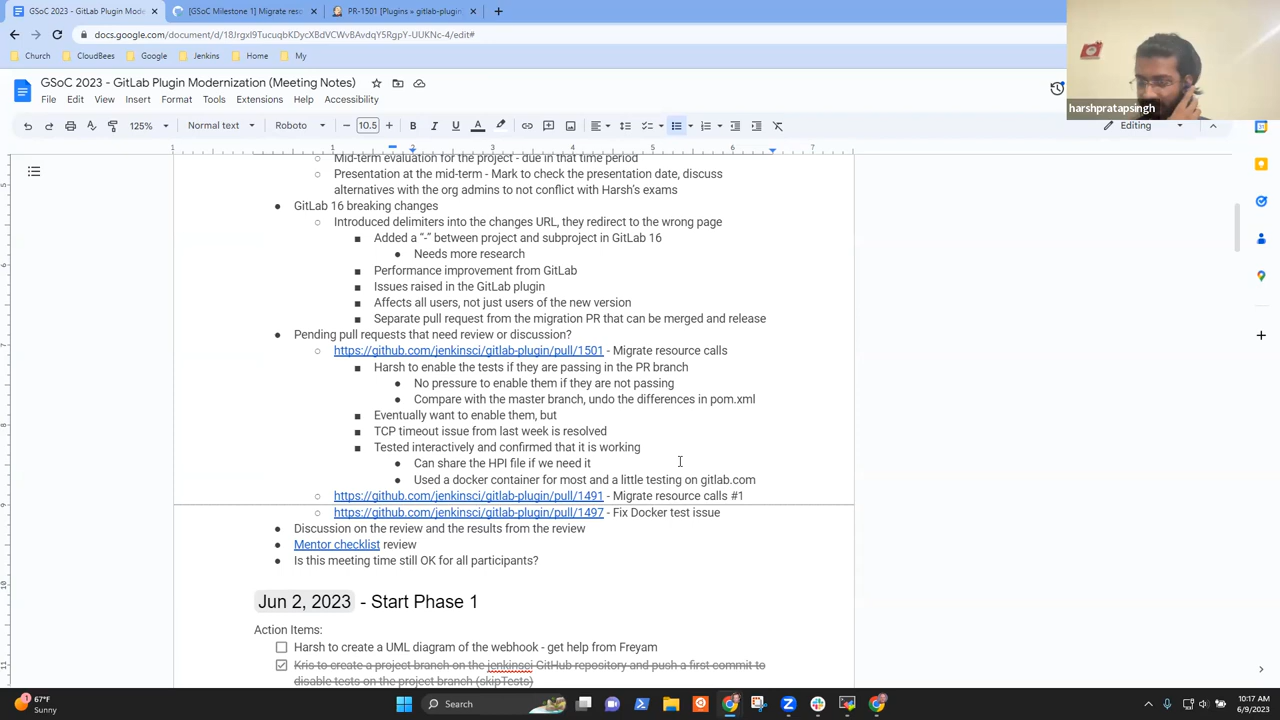 GSoC 2023 - GitLab Plugin Mode
[GSoC Milestone 1] Migrate reso
PR-1501 [Plugins + gitlab-plugin
docs.google.com/document/d/18JrgxI9TucuqbKDycXBdVCWvBAvdqY5RgpY-UUKNc-4/edit#
Church
CloudBees
Google
Jenkins
Home
My
GSoC 2023 - GitLab Plugin Modernization (Meeting Notes)
File Edit View Insert Format Tools Extensions Help Accessibility
harshpratapsingh
125% Normal text Roboto 10.5 Editing
1 1 2 3 4 5 6 7
Mid-term evaluation for the project - due in that time period
Presentation at the mid-term - Mark to check the presentation date, discuss
alternatives with the org admins to not conflict with Harsh's exams
GitLab 16 breaking changes
Introduced delimiters into the changes URL, they redirect to the wrong page
Added a “-” between project and subproject in GitLab 16
Needs more research
Performance improvement from GitLab
Issues raised in the GitLab plugin
Affects all users, not just users of the new version
Separate pull request from the migration PR that can be merged and release
Pending pull requests that need review or discussion?
https://github.com/jenkinsci/gitlab-plugin/pull/1501 - Migrate resource calls
Harsh to enable the tests if they are passing in the PR branch
No pressure to enable them if they are not passing
Compare with the master branch, undo the differences in pom.xml
Eventually want to enable them, but
TCP timeout issue from last week is resolved
Tested interactively and confirmed that it is working
Can share the HPI file if we need it
Used a docker container for most and a little testing on gitlab.com
https://github.com/jenkinsci/gitlab-plugin/pull/1491 - Migrate resource calls #1
https://github.com/jenkinsci/gitlab-plugin/pull/1497 - Fix Docker test issue
Discussion on the review and the results from the review
Mentor checklist review
Is this meeting time still OK for all participants?
Jun 2, 2023 - Start Phase 1
Action Items:
Harsh to create a UML diagram of the webhook - get help from Freyam
Kris to create a project branch on the jenkinsci GitHub repository and push a first commit to
disable tests on the project branch (skipTests)
67°F
Sunny
Search
10:17 AM
6/9/2023